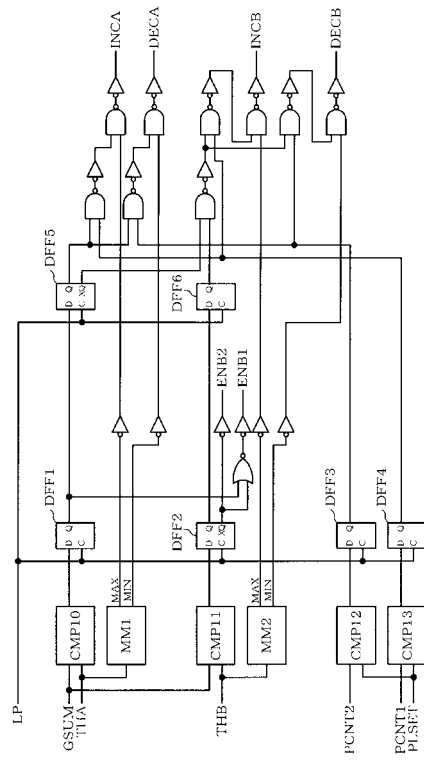 LP
GSUM
THA
THB
PCNT2
PCNT1
PLSET
CMP10
MM1
MAX
MIN
CMP11
MM2
MAX
MIN
CMP12
CMP13
DFF1
D Q
C
DFF2
D Q
C XQ
DFF3
D Q
C
DFF4
D Q
C
ENB2
ENB1
DFF5
D Q
C XQ
DFF6
D Q
C
INCA
DECA
INCB
DECB